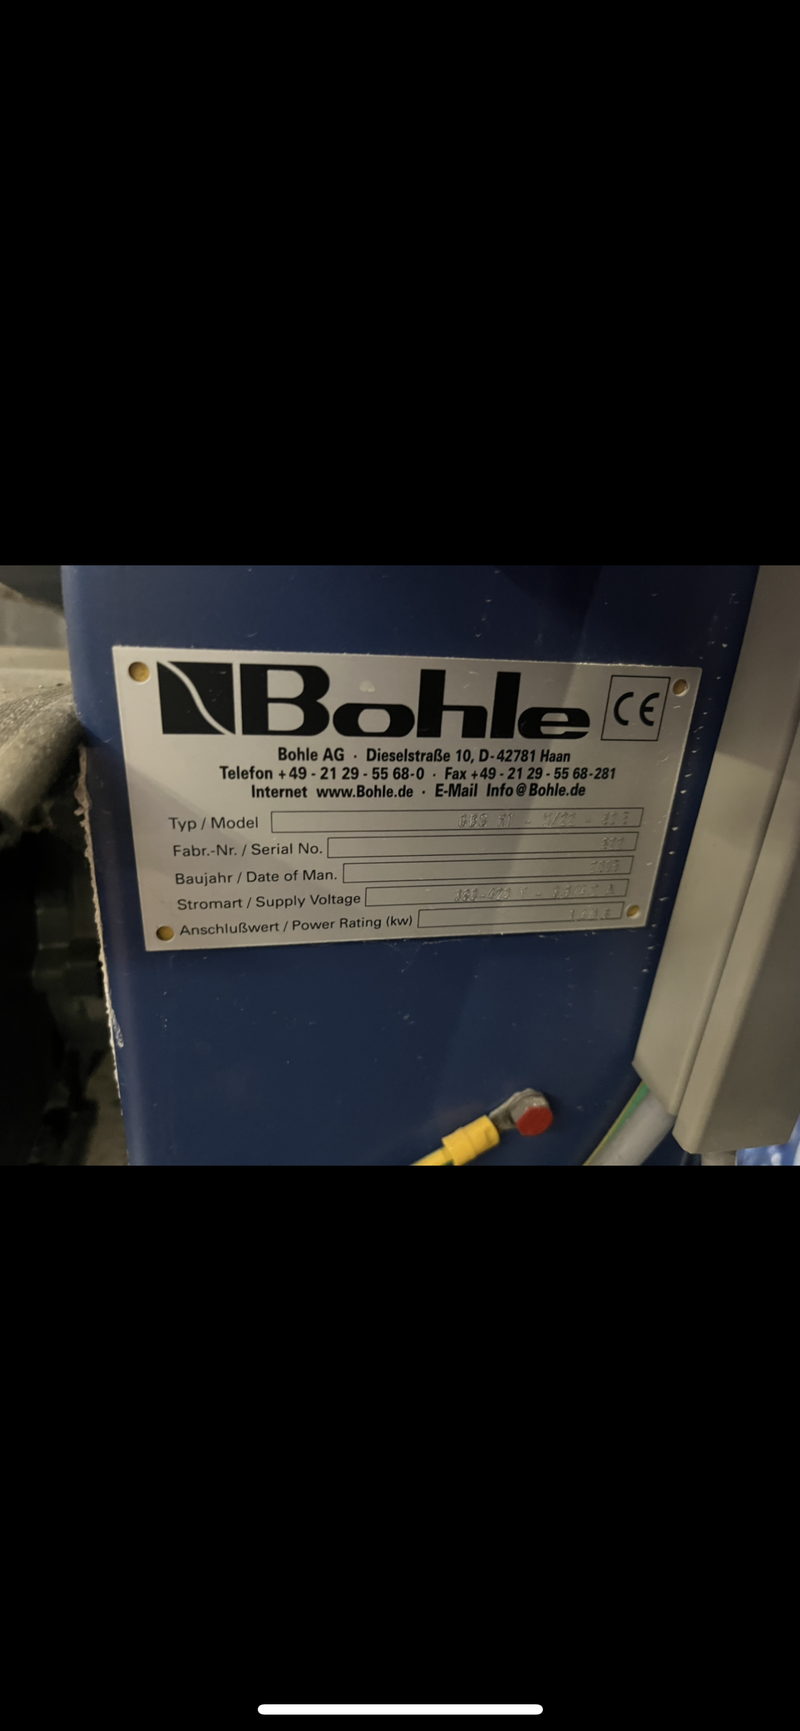 Bohle CE
Bohle AG · Dieselstraße 10, D-42781 Haan
Telefon +49 - 21 29 - 55 68-0 · Fax +49 - 21 29 - 55 68-281
Internet www.Bohle.de · E-Mail Info@Bohle.de
Typ / Model
Fabr.-Nr. / Serial No.
Baujahr / Date of Man.
Stromart / Supply Voltage
Anschlußwert / Power Rating (kw)